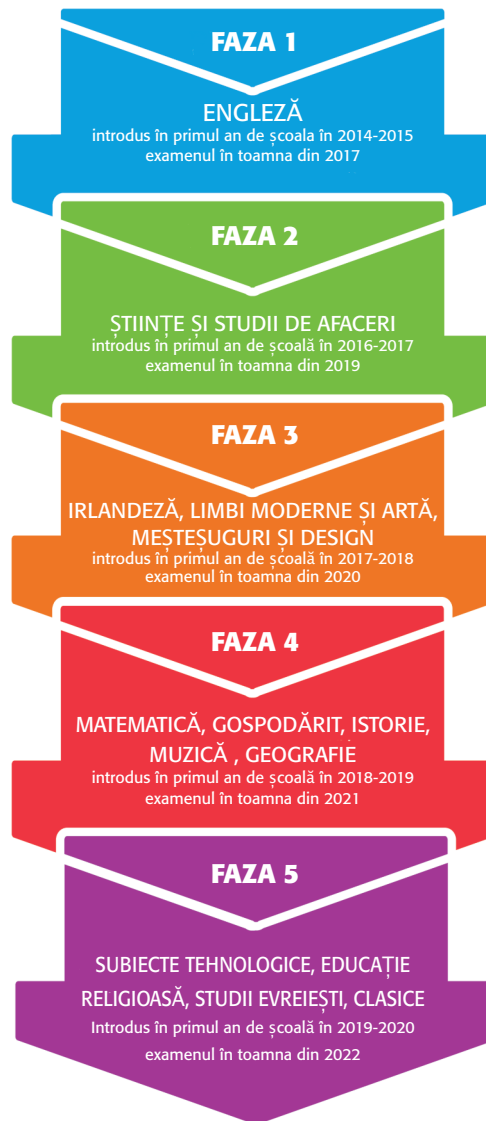 FAZA 1
ENGLEZĂ
introdus în primul an de școala în 2014-2015
examenul în toamna din 2017
FAZA 2
ȘTIINȚE ȘI STUDII DE AFACERI
introdus în primul an de școală în 2016-2017
examenul în toamna din 2019
FAZA 3
IRLANDEZĂ, LIMBI MODERNE ȘI ARTĂ,
MEȘTEȘUGURI ȘI DESIGN
introdus în primul an de școală în 2017-2018
examenul în toamna din 2020
FAZA 4
MATEMATICĂ, GOSPODĂRIT, ISTORIE,
MUZICĂ , GEOGRAFIE
introdus în primul an de școală în 2018-2019
examenul în toamna din 2021
FAZA 5
SUBIECTE TEHNOLOGICE, EDUCAȚIE
RELIGIOASĂ, STUDII EVREIEȘTI, CLASICE
Introdus în primul an de școală în 2019-2020
examenul în toamna din 2022